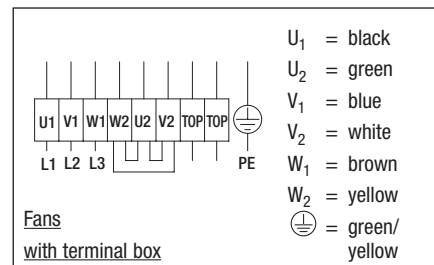 U1 V1 W1 W2 U2 V2 TOP TOP
L1 L2 L3 PE
Fans
with terminal box
U₁ = black
U₂ = green
V₁ = blue
V₂ = white
W₁ = brown
W₂ = yellow
⏚ = green/
yellow